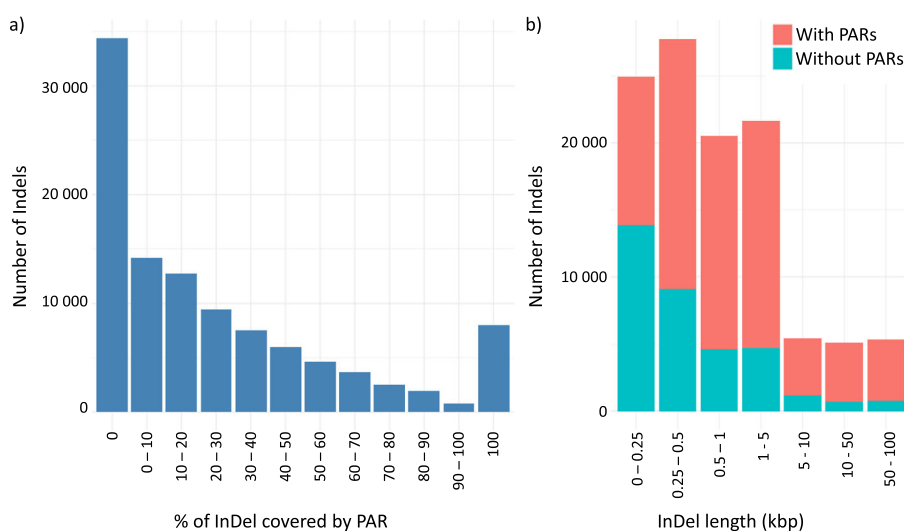 a)
Number of Indels
30 000
20 000
10 000
0
0
0 – 10
10 – 20
20 – 30
30 – 40
40 – 50
50 – 60
60 – 70
70 – 80
80 – 90
90 – 100
100
% of InDel covered by PAR
b)
With PARs
Without PARs
Number of Indels
20 000
10 000
0
0 – 0.25
0.25 – 0.5
0.5 – 1
1 - 5
5 - 10
10 - 50
50 - 100
InDel length (kbp)